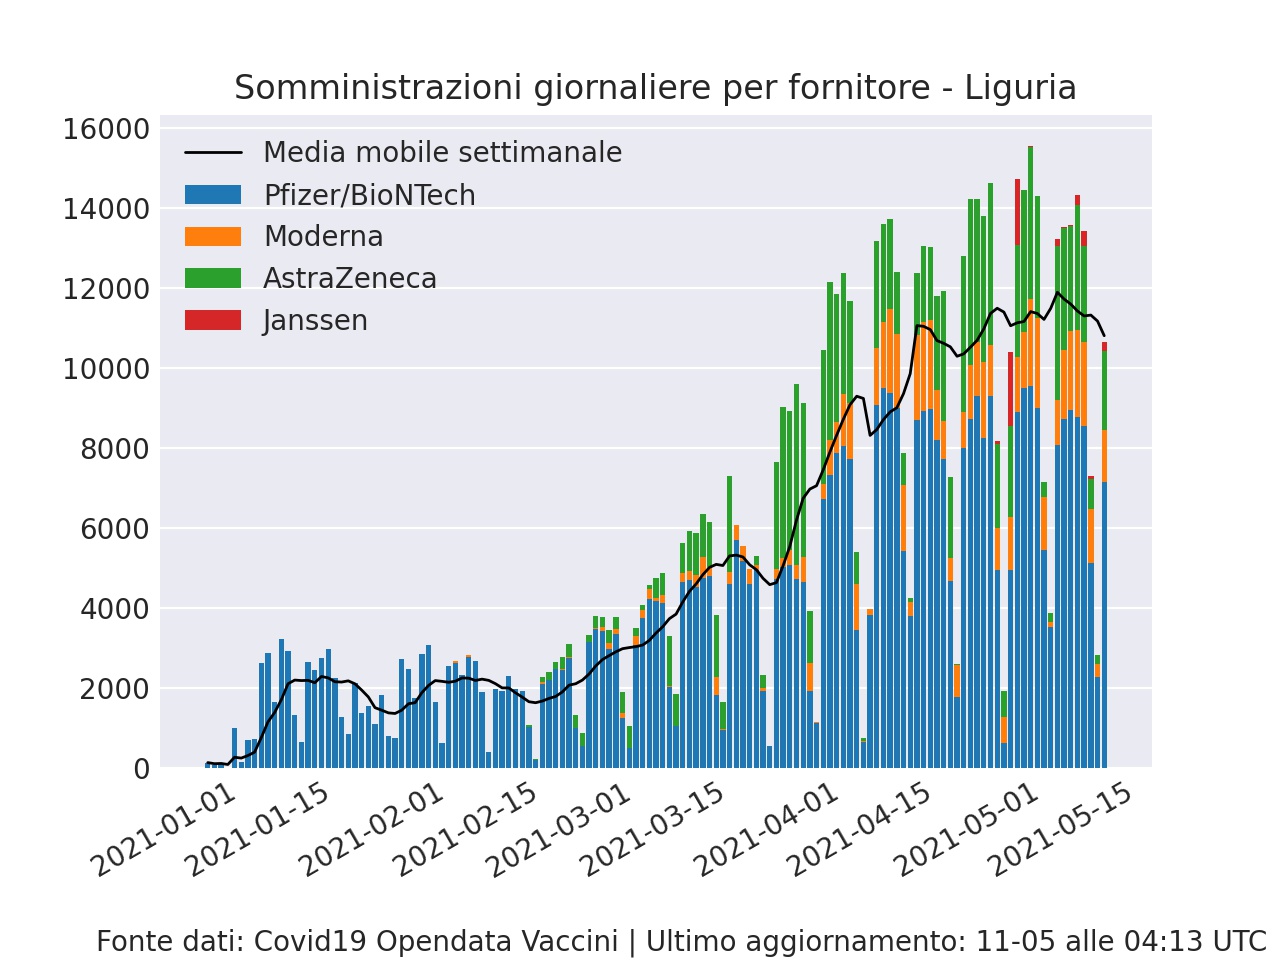 Somministrazioni giornaliere per fornitore - Liguria
16000
14000
12000
10000
8000
6000
4000
2000
0
Media mobile settimanale
Pfizer/BioNTech
Moderna
AstraZeneca
Janssen
2021-01-01
2021-01-15
2021-02-01
2021-02-15
2021-03-01
2021-03-15
2021-04-01
2021-04-15
2021-05-01
2021-05-15
Fonte dati: Covid19 Opendata Vaccini | Ultimo aggiornamento: 11-05 alle 04:13 UTC